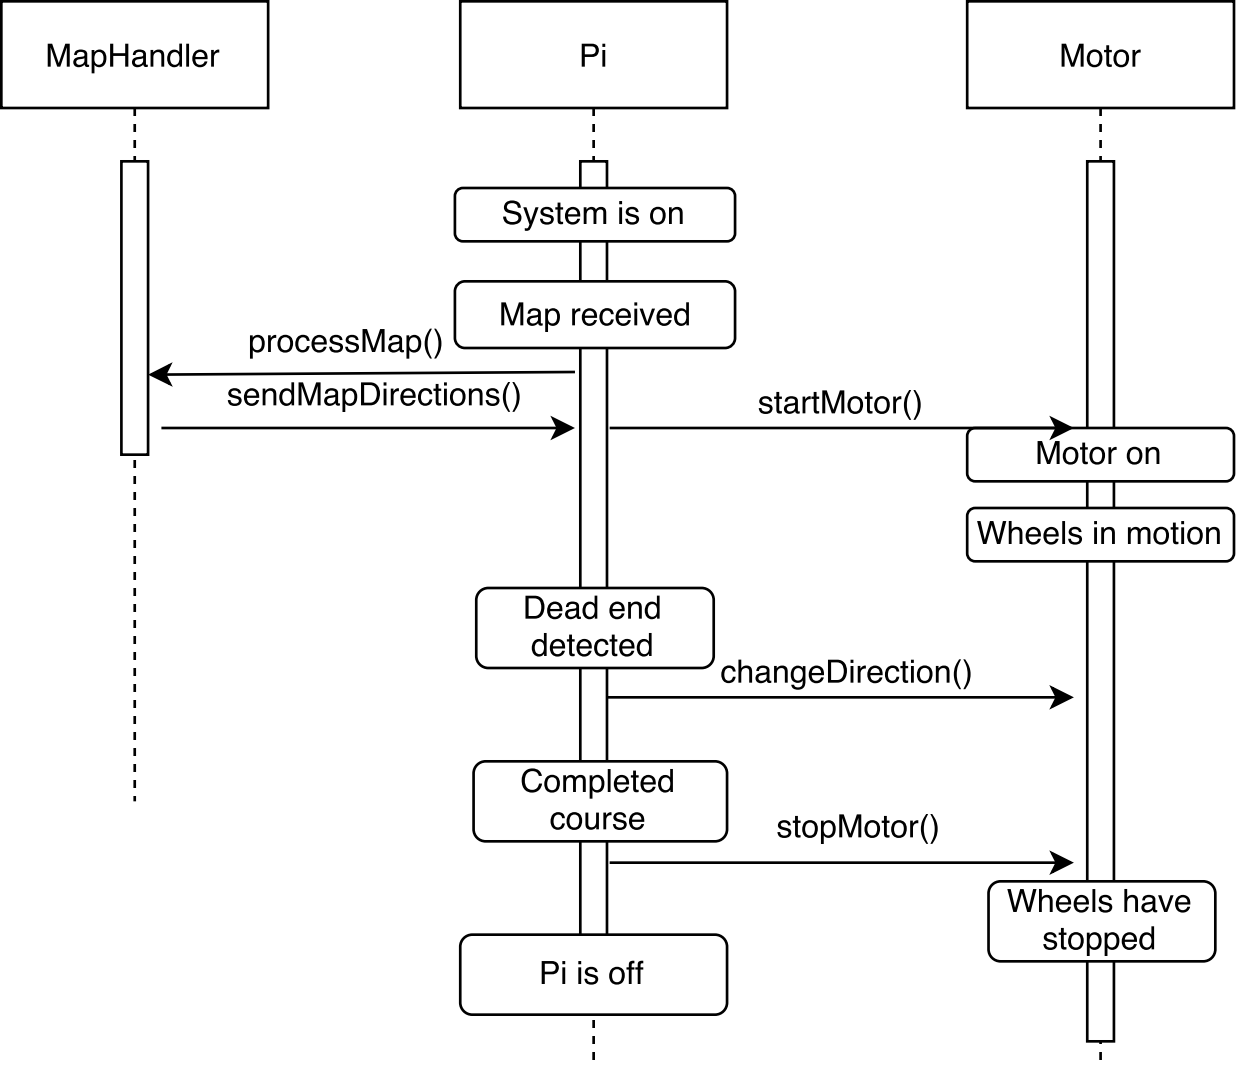 MapHandler
Pi
Motor
System is on
Map received
processMap()
sendMapDirections()
startMotor()
Motor on
Wheels in motion
Dead end
detected
changeDirection()
Completed
course
stopMotor()
Wheels have
stopped
Pi is off